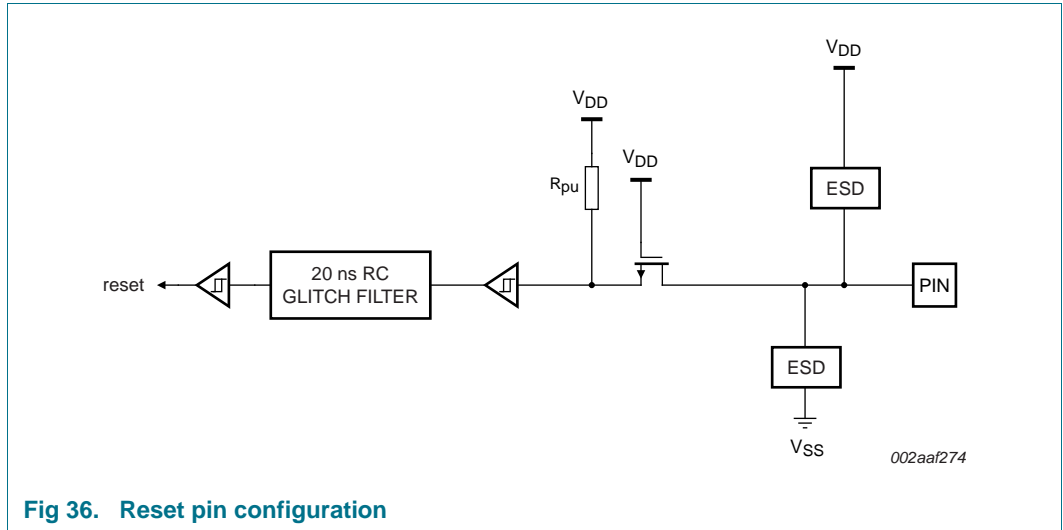 VDD
VDD
VDD
Rpu
ESD
reset
20 ns RC
GLITCH FILTER
PIN
ESD
VSS
002aaf274
Fig 36. Reset pin configuration